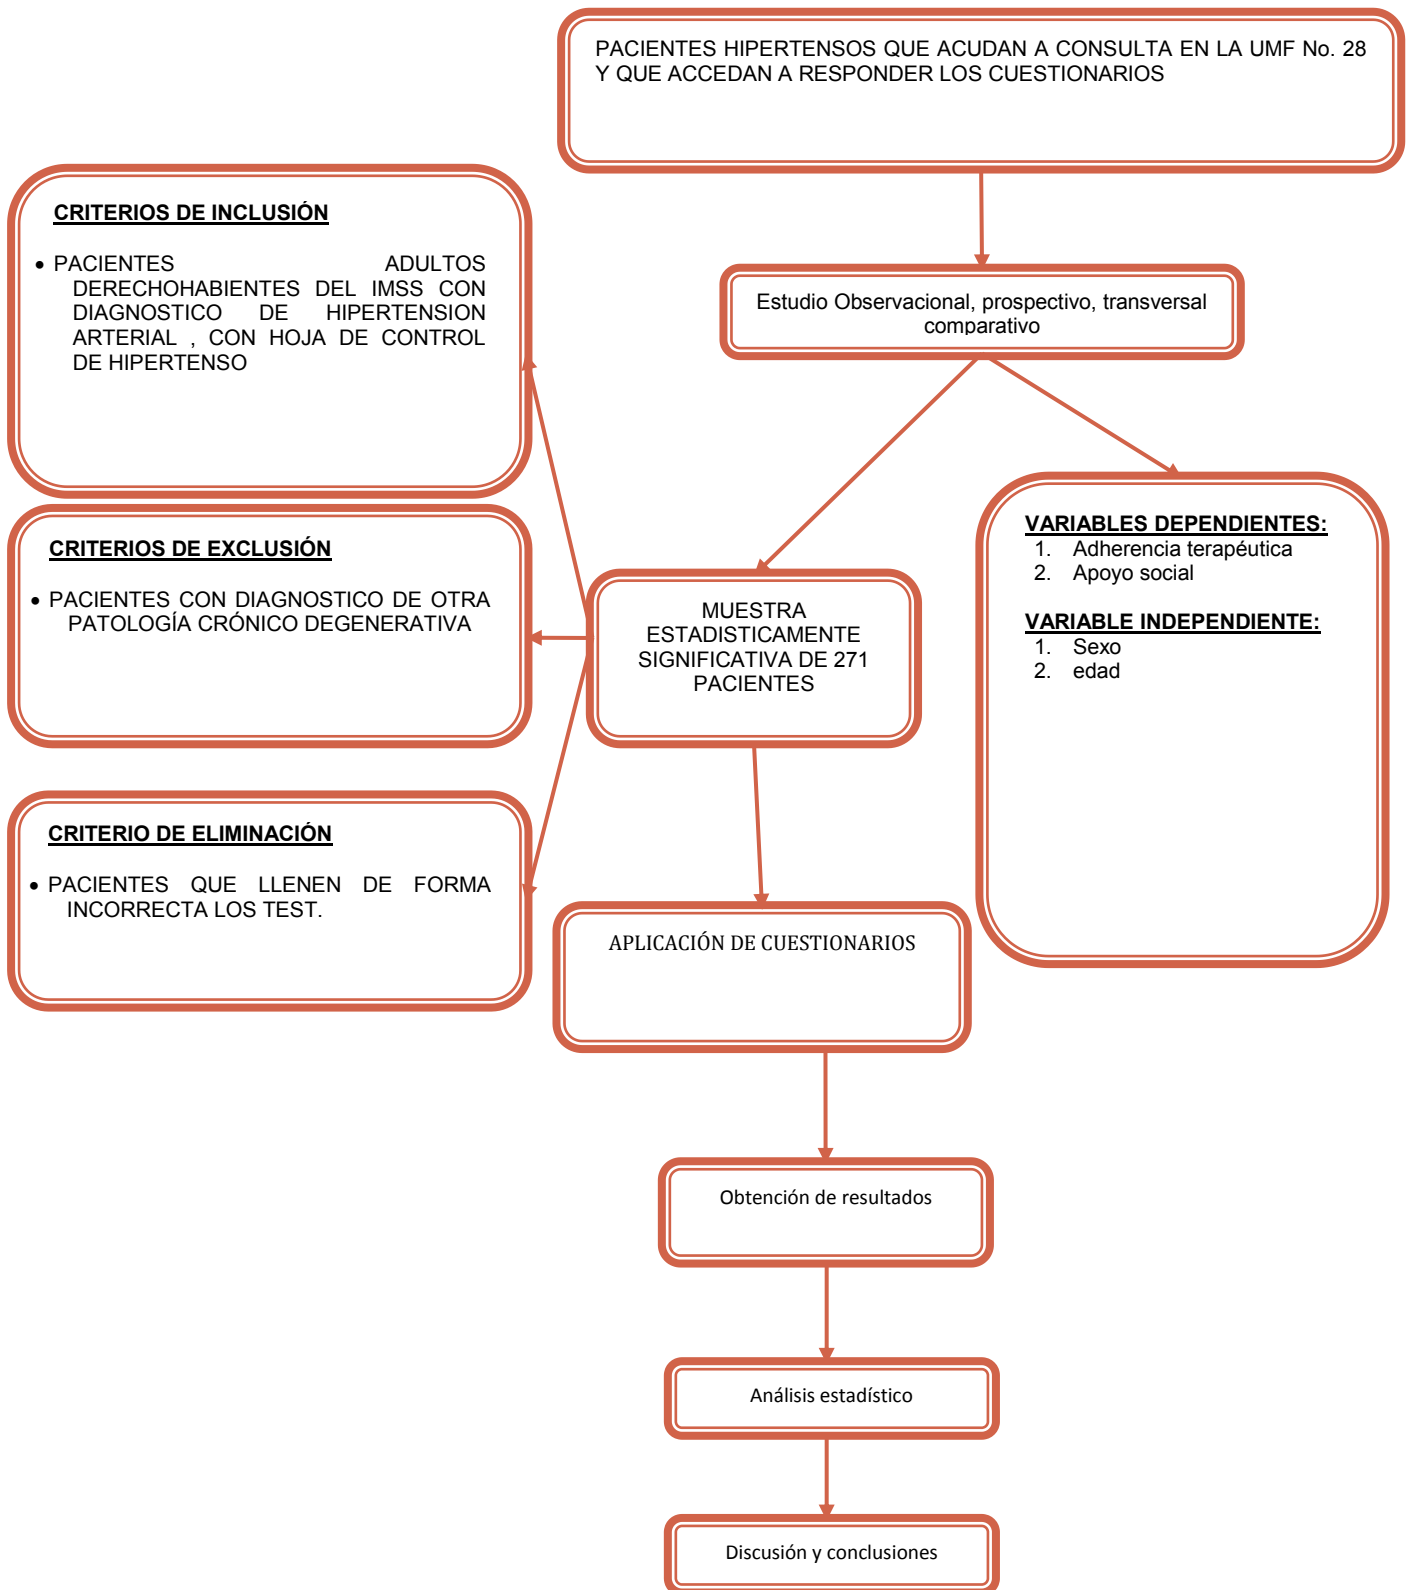 PACIENTES HIPERTENSOS QUE ACUDAN A CONSULTA EN LA UMF No. 28
Y QUE ACCEDAN A RESPONDER LOS CUESTIONARIOS
CRITERIOS DE INCLUSIÓN
• PACIENTES ADULTOS
DERECHOHABIENTES DEL IMSS CON
DIAGNOSTICO DE HIPERTENSION
ARTERIAL , CON HOJA DE CONTROL
DE HIPERTENSO
Estudio Observacional, prospectivo, transversal
comparativo
CRITERIOS DE EXCLUSIÓN
• PACIENTES CON DIAGNOSTICO DE OTRA
PATOLOGÍA CRÓNICO DEGENERATIVA
MUESTRA
ESTADISTICAMENTE
SIGNIFICATIVA DE 271
PACIENTES
VARIABLES DEPENDIENTES:
1. Adherencia terapéutica
2. Apoyo social
VARIABLE INDEPENDIENTE:
1. Sexo
2. edad
CRITERIO DE ELIMINACIÓN
• PACIENTES QUE LLENEN DE FORMA
INCORRECTA LOS TEST.
APLICACIÓN DE CUESTIONARIOS
Obtención de resultados
Análisis estadístico
Discusión y conclusiones